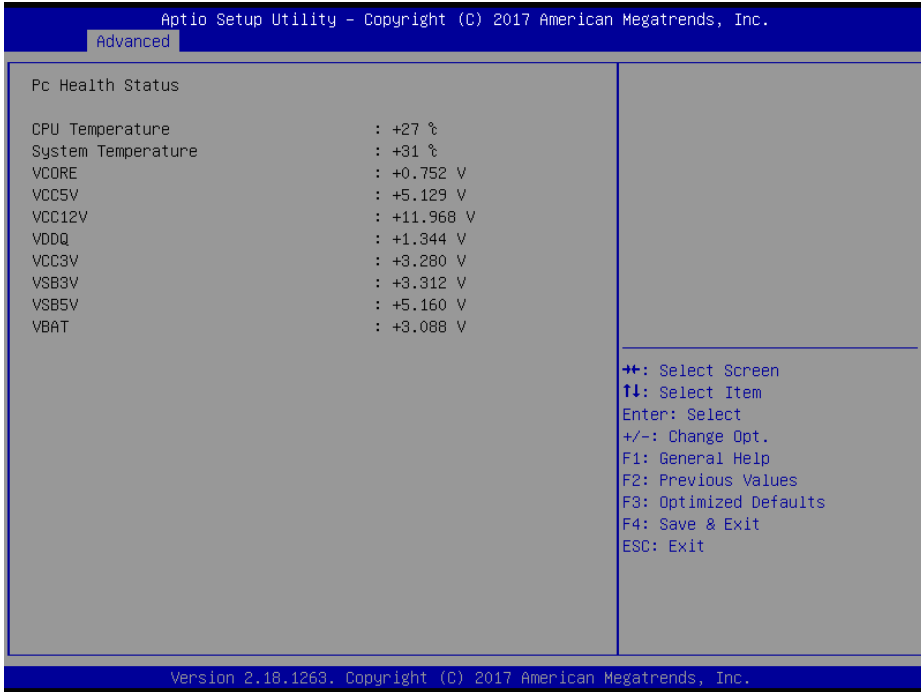 Aptio Setup Utility – Copyright (C) 2017 American Megatrends, Inc.
Advanced
Pc Health Status
CPU Temperature : +27 ℃
System Temperature : +31 ℃
VCORE : +0.752 V
VCC5V : +5.129 V
VCC12V : +11.968 V
VDDQ : +1.344 V
VCC3V : +3.280 V
VSB3V : +3.312 V
VSB5V : +5.160 V
VBAT : +3.088 V
→←: Select Screen
↑↓: Select Item
Enter: Select
+/-: Change Opt.
F1: General Help
F2: Previous Values
F3: Optimized Defaults
F4: Save & Exit
ESC: Exit
Version 2.18.1263. Copyright (C) 2017 American Megatrends, Inc.